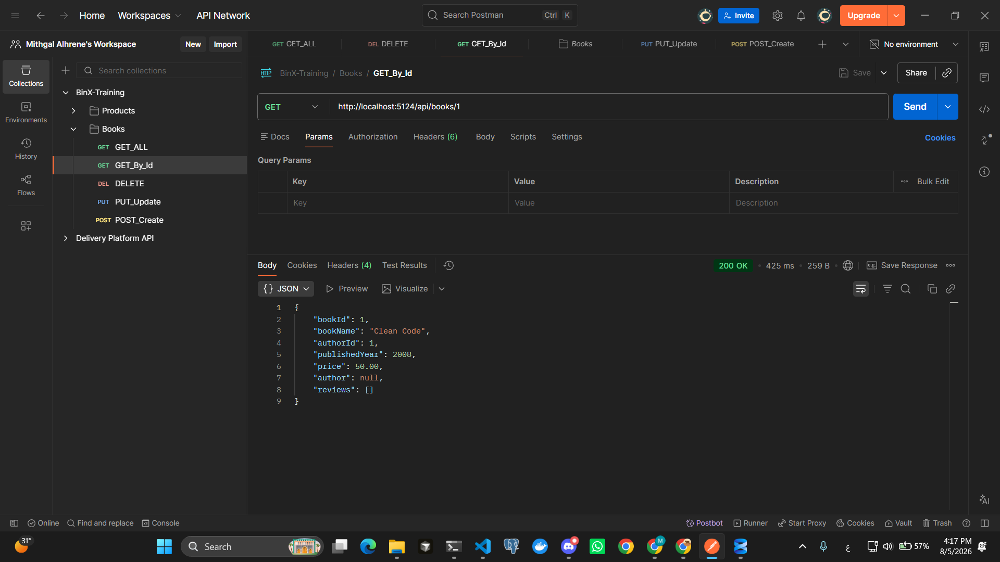 Home
Workspaces
API Network
Search Postman
Ctrl K
Invite
Upgrade
Mithgal Alhrene's Workspace
New
Import
GET GET_ALL
DEL DELETE
GET GET_By_Id
Books
PUT PUT_Update
POST POST_Create
No environment
Collections
Environments
History
Flows
Search collections
BinX-Training
Products
Books
GET GET_ALL
GET GET_By_Id
DEL DELETE
PUT PUT_Update
POST POST_Create
Delivery Platform API
HTTP BinX-Training / Books / GET_By_Id
Save
Share
GET http://localhost:5124/api/books/1
Send
Docs Params Authorization Headers (6) Body Scripts Settings
Cookies
Query Params
Key Value Description Bulk Edit
Key Value Description
Body Cookies Headers (4) Test Results
200 OK • 425 ms • 259 B •
e.g. Save Response
{} JSON Preview Visualize
1 {
2 "bookId": 1,
3 "bookName": "Clean Code",
4 "authorId": 1,
5 "publishedYear": 2008,
6 "price": 50.00,
7 "author": null,
8 "reviews": []
9 }
AI
Online Find and replace Console
Postbot Runner Start Proxy Cookies Vault Trash
31°
Search
M
ع
57%
4:17 PM
8/5/2026